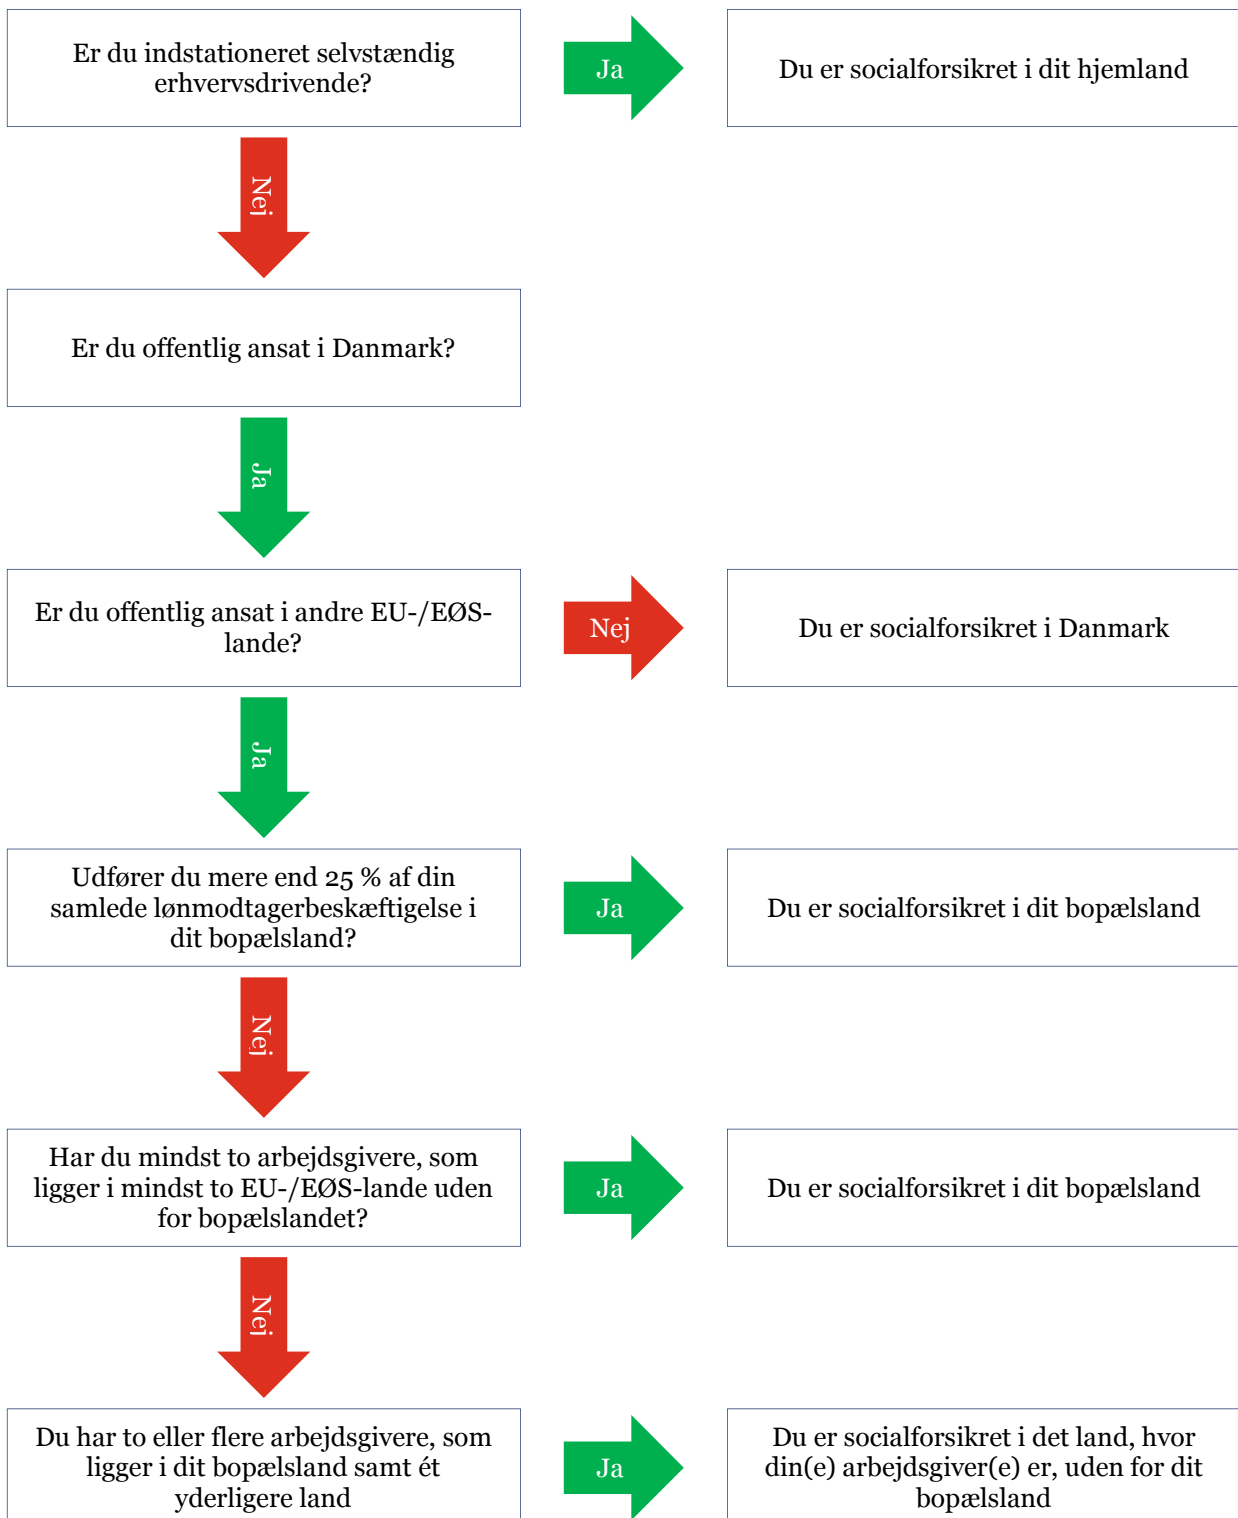 Er du indstationeret selvstændig
erhvervsdrivende?
Ja
Du er socialforsikret i dit hjemland
Nej
Er du offentlig ansat i Danmark?
Ja
Er du offentlig ansat i andre EU-/EØS-
lande?
Nej
Du er socialforsikret i Danmark
Ja
Udfører du mere end 25 % af din
samlede lønmodtagerbeskæftigelse i
dit bopælsland?
Ja
Du er socialforsikret i dit bopælsland
Nej
Har du mindst to arbejdsgivere, som
ligger i mindst to EU-/EØS-lande uden
for bopælslandet?
Ja
Du er socialforsikret i dit bopælsland
Nej
Du har to eller flere arbejdsgivere, som
ligger i dit bopælsland samt ét
yderligere land
Ja
Du er socialforsikret i det land, hvor
din(e) arbejdsgiver(e) er, uden for dit
bopælsland